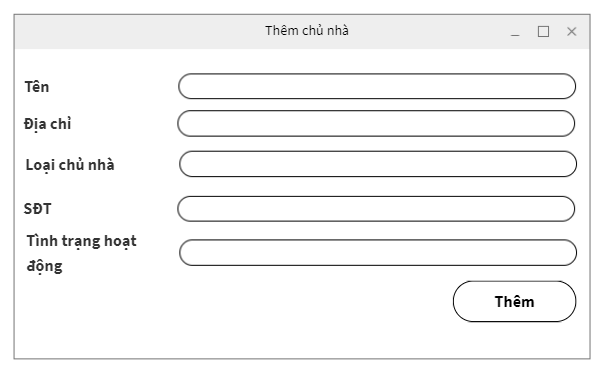 Thêm chủ nhà
Tên
Địa chỉ
Loại chủ nhà
SĐT
Tình trạng hoạt
động
Thêm